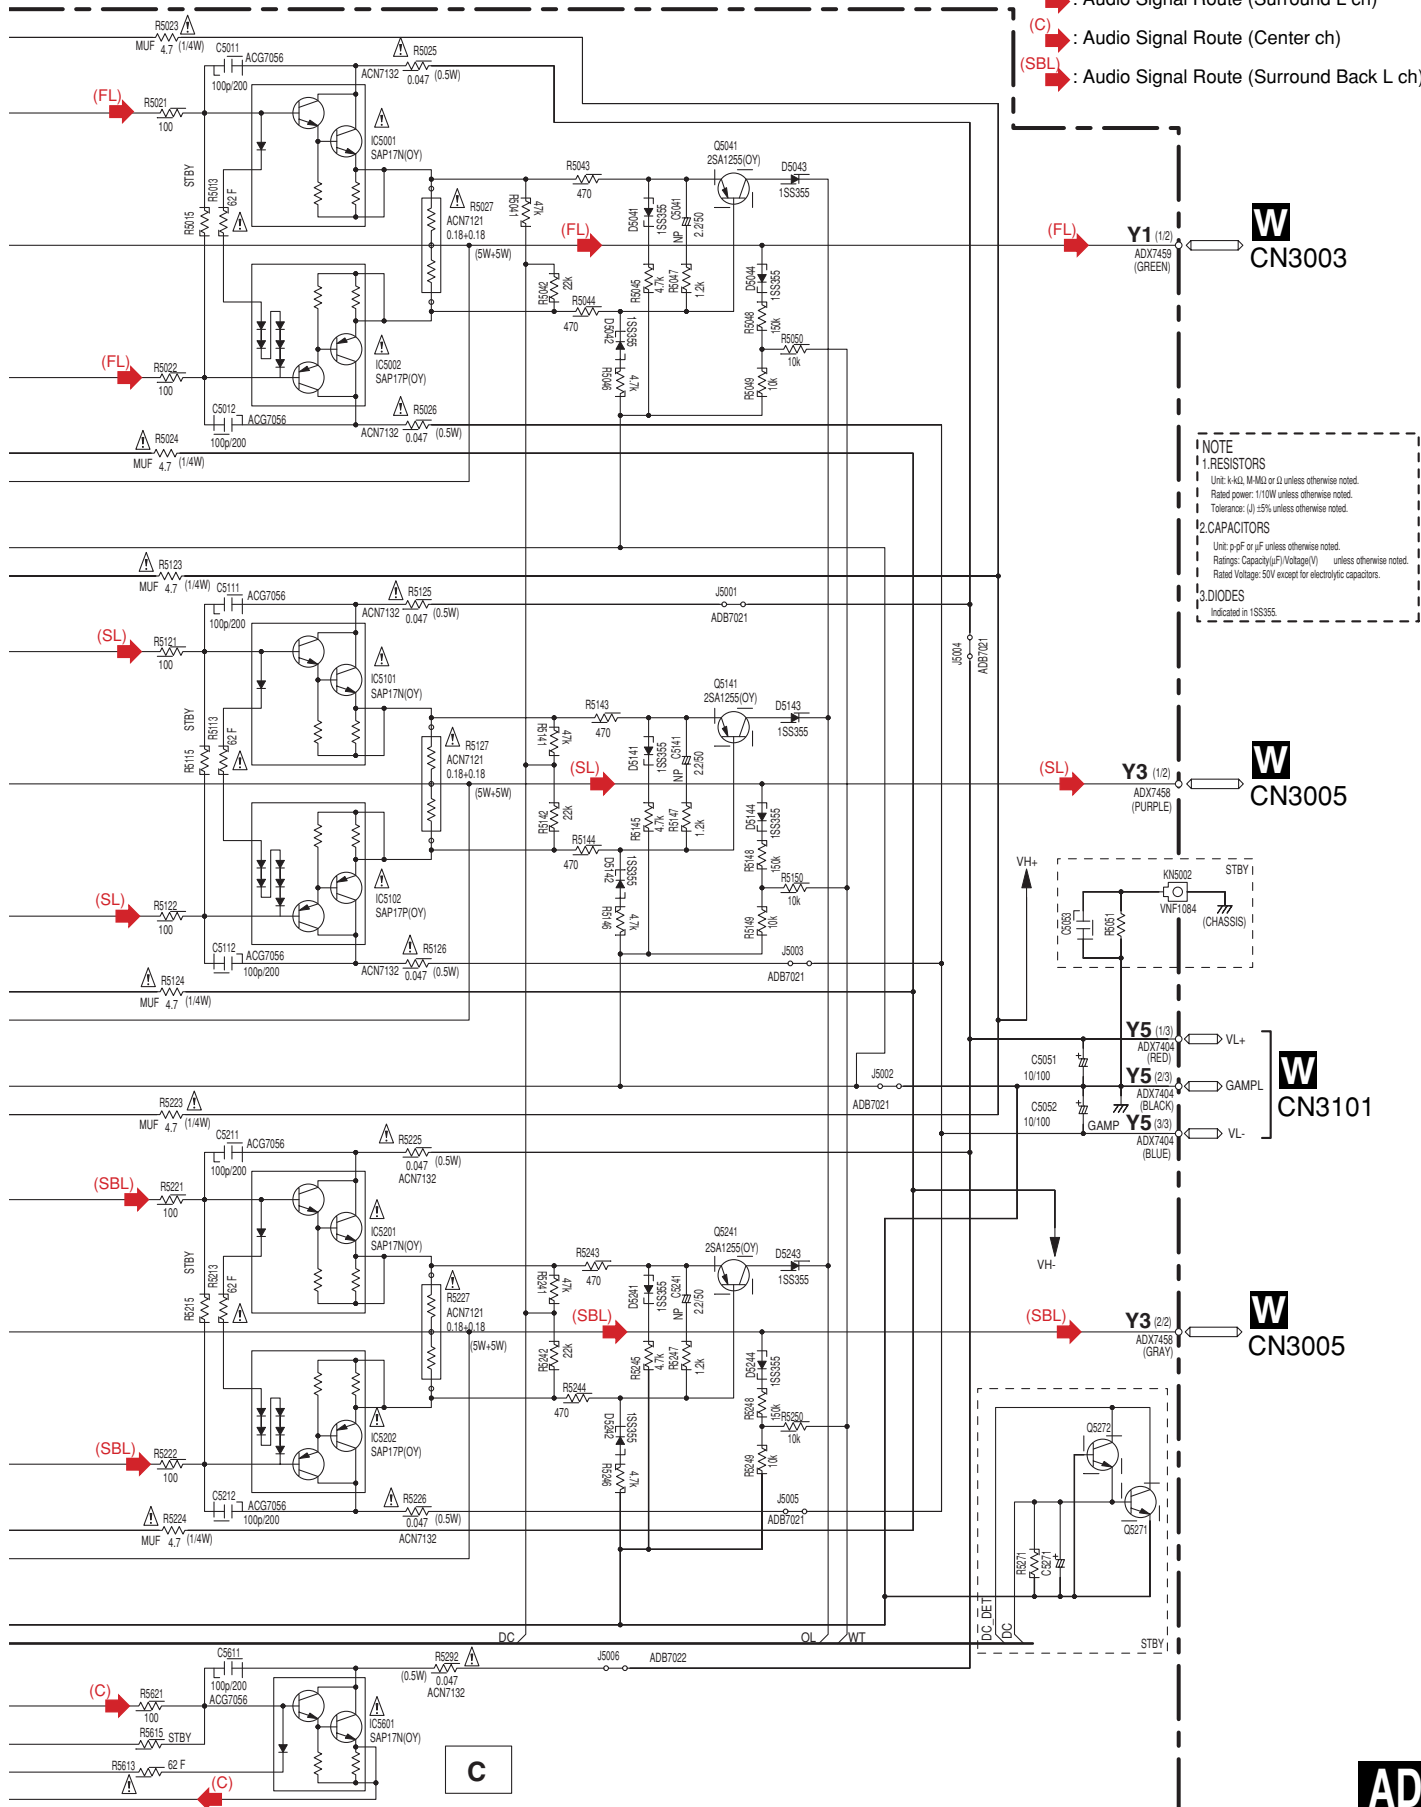 : Audio Signal Route (Surround L ch)
(C)
: Audio Signal Route (Center ch)
(SBL)
: Audio Signal Route (Surround Back L ch)
R5023
MUF 4.7 (1/4W)
C5011
ACG7056
100p/200
R5025
ACN7132
0.047 (0.5W)
(FL)
R5021
100
IC5001
SAP17N(OY)
STBY
R5015
R5013
62 F
R5027
ACN7121
0.18+0.18
(5W+5W)
R5041
47k
R5043
470
Q5041
2SA1255(OY)
D5043
1SS355
D5041
1SS355
C5041
NP
2.2/50
(FL)
(FL)
Y1 (1/2)
ADX7459
(GREEN)
W
CN3003
R5042
22k
R5044
470
R5045
4.7k
R5047
1.2k
D5044
1SS355
R5048
150k
R5050
10k
D5042
1SS355
R5046
4.7k
R5049
10k
(FL)
R5022
100
IC5002
SAP17P(OY)
C5012
ACG7056
100p/200
R5026
ACN7132
0.047 (0.5W)
R5024
MUF 4.7 (1/4W)
NOTE
1.RESISTORS
Unit: k-kΩ, M-MΩ or Ω unless otherwise noted.
Rated power: 1/10W unless otherwise noted.
Tolerance: (J) ±5% unless otherwise noted.
2.CAPACITORS
Unit: p-pF or µF unless otherwise noted.
Ratings: Capacity(µF)/Voltage(V) unless otherwise noted.
Rated Voltage: 50V except for electrolytic capacitors.
3.DIODES
Indicated in 1SS355.
R5123
MUF 4.7 (1/4W)
C5111
ACG7056
100p/200
R5125
ACN7132
0.047 (0.5W)
J5001
ADB7021
J5004
ADB7021
(SL)
R5121
100
IC5101
SAP17N(OY)
STBY
R5115
R5113
62 F
R5127
ACN7121
0.18+0.18
(5W+5W)
R5141
47k
R5143
470
Q5141
2SA1255(OY)
D5143
1SS355
D5141
1SS355
C5141
NP
2.2/50
(SL)
(SL)
Y3 (1/2)
ADX7458
(PURPLE)
W
CN3005
R5142
22k
R5144
470
R5145
4.7k
R5147
1.2k
D5144
1SS355
R5148
150k
R5150
10k
D5142
1SS355
R5146
4.7k
R5149
10k
(SL)
R5122
100
IC5102
SAP17P(OY)
C5112
ACG7056
100p/200
R5126
ACN7132
0.047 (0.5W)
J5003
ADB7021
R5124
MUF 4.7 (1/4W)
VH+
KN5002
STBY
VNF1084
(CHASSIS)
C5053
R5051
Y5 (1/3)
ADX7404
(RED)
VL+
C5051
10/100
Y5 (2/3)
ADX7404
(BLACK)
GAMPL
W
CN3101
C5052
10/100
GAMP
Y5 (3/3)
ADX7404
(BLUE)
VL-
J5002
ADB7021
R5223
MUF 4.7 (1/4W)
C5211
ACG7056
100p/200
R5225
0.047 (0.5W)
ACN7132
(SBL)
R5221
100
IC5201
SAP17N(OY)
VH-
STBY
R5215
R5213
62 F
R5227
ACN7121
0.18+0.18
(5W+5W)
R5241
47k
R5243
470
Q5241
2SA1255(OY)
D5243
1SS355
D5241
1SS355
C5241
NP
2.2/50
(SBL)
(SBL)
Y3 (2/2)
ADX7458
(GRAY)
W
CN3005
R5242
22k
R5244
470
R5245
4.7k
R5247
1.2k
D5244
1SS355
R5248
150k
R5250
10k
D5242
1SS355
R5246
4.7k
R5249
10k
(SBL)
R5222
100
IC5202
SAP17P(OY)
C5212
ACG7056
100p/200
R5226
0.047 (0.5W)
ACN7132
J5005
ADB7021
R5224
MUF 4.7 (1/4W)
Q5272
Q5271
R5271
C5271
DC_DET
DC
STBY
DC
OL
WT
C5611
100p/200
ACG7056
R5292
(0.5W) 0.047
ACN7132
J5006
ADB7022
(C)
R5621
100
R5615 STBY
IC5601
SAP17N(OY)
R5613 62 F
(C)
C
AD